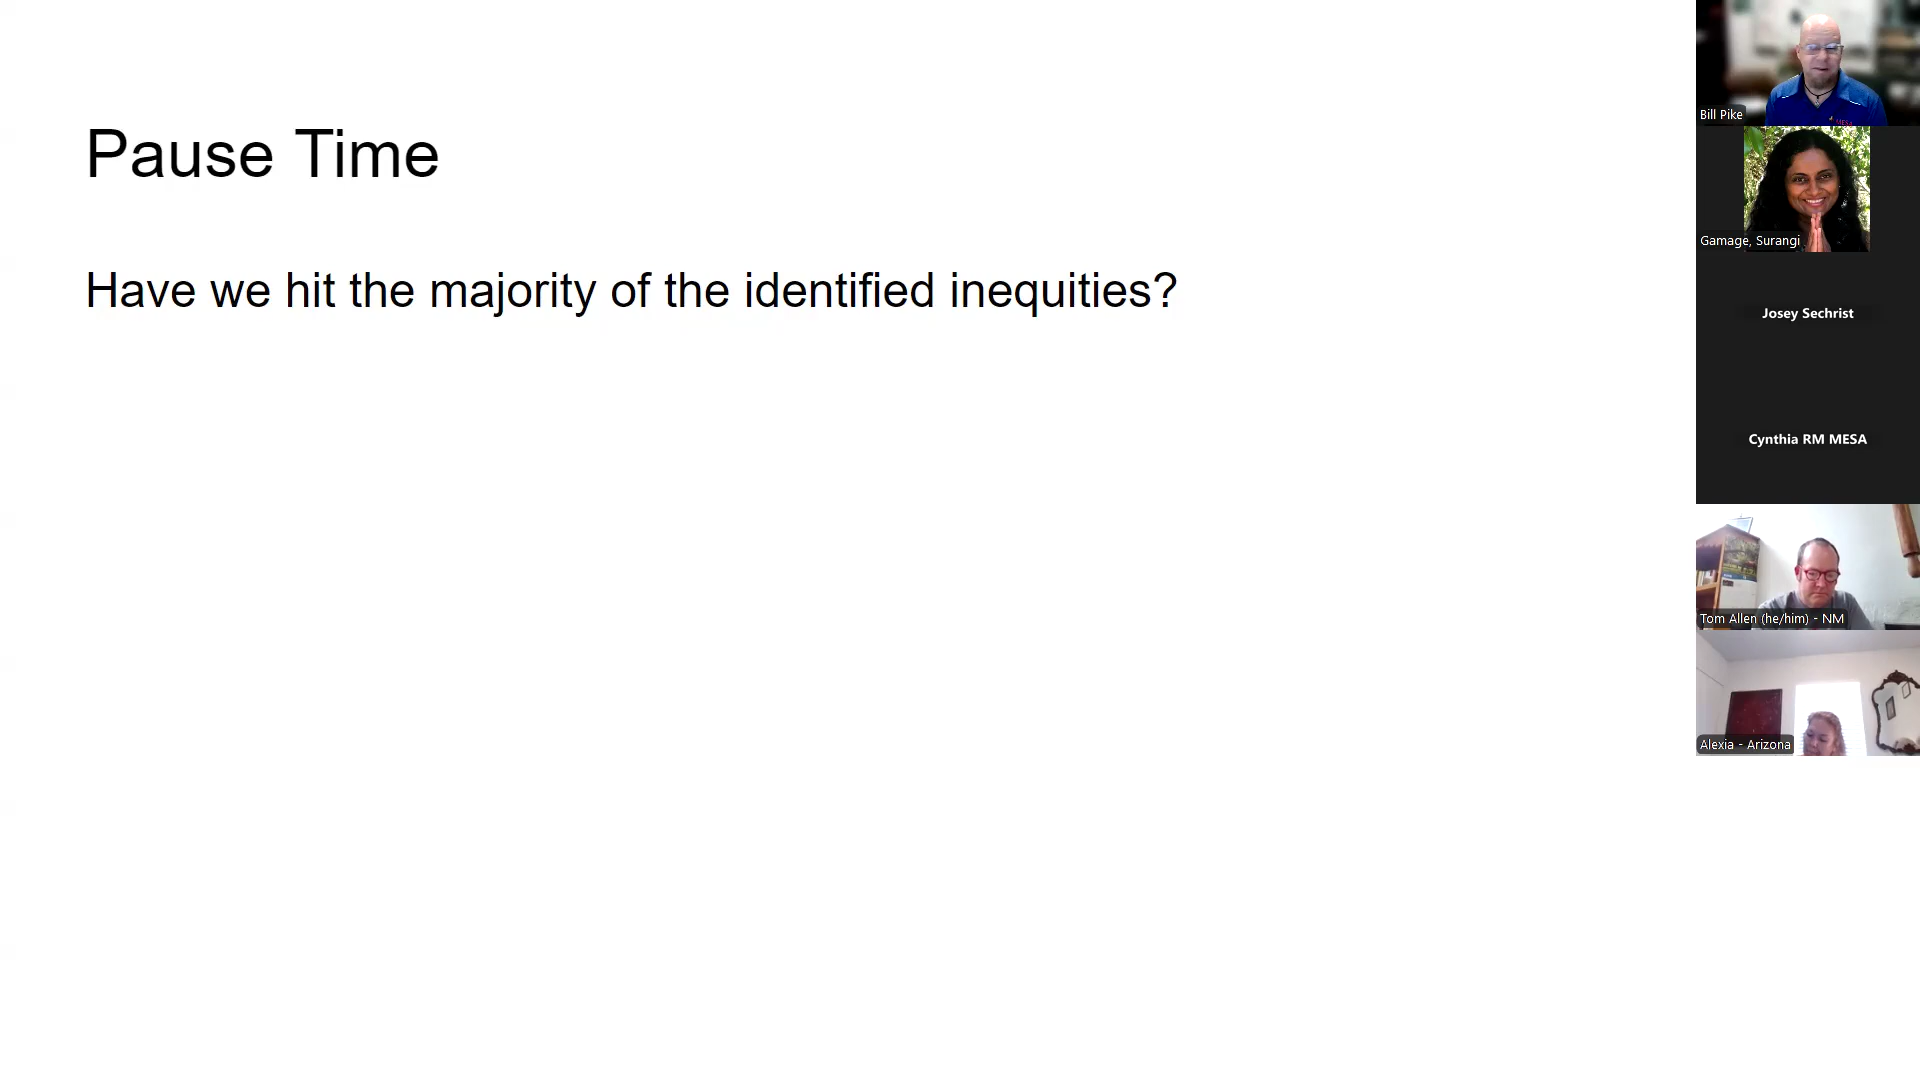 Pause Time
Have we hit the majority of the identified inequities?
Bill Pike
MESA
Gamage, Surangi
Josey Sechrist
Cynthia RM MESA
Tom Allen (he/him) - NM
Alexia - Arizona